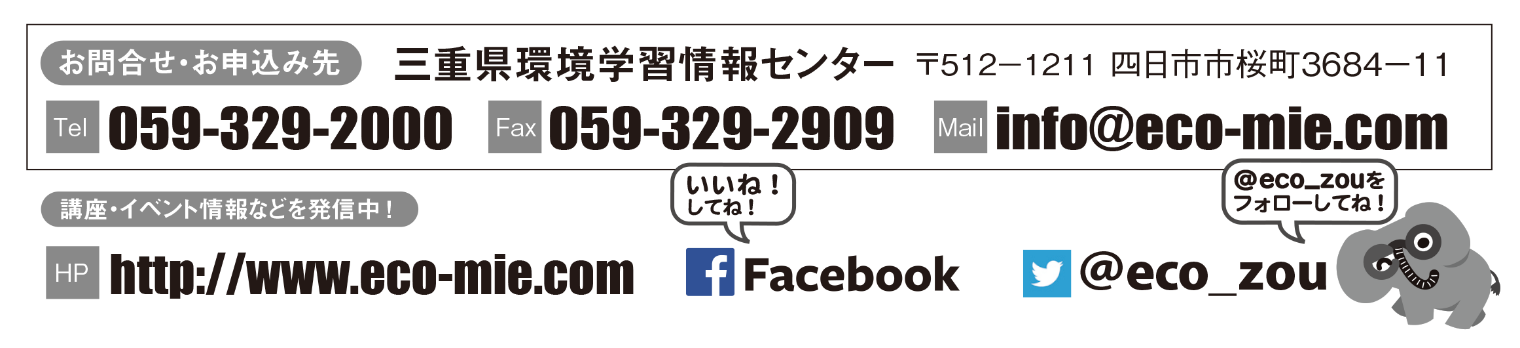 お問合せ・お申込み先 三重県環境学習情報センター 〒512－1211 四日市市桜町3684－11
Tel 059-329-2000 Fax 059-329-2909 Mail info@eco-mie.com
いいね！
してね！
@eco_zouを
フォローしてね！
講座・イベント情報などを発信中！
HP http://www.eco-mie.com Facebook @eco_zou